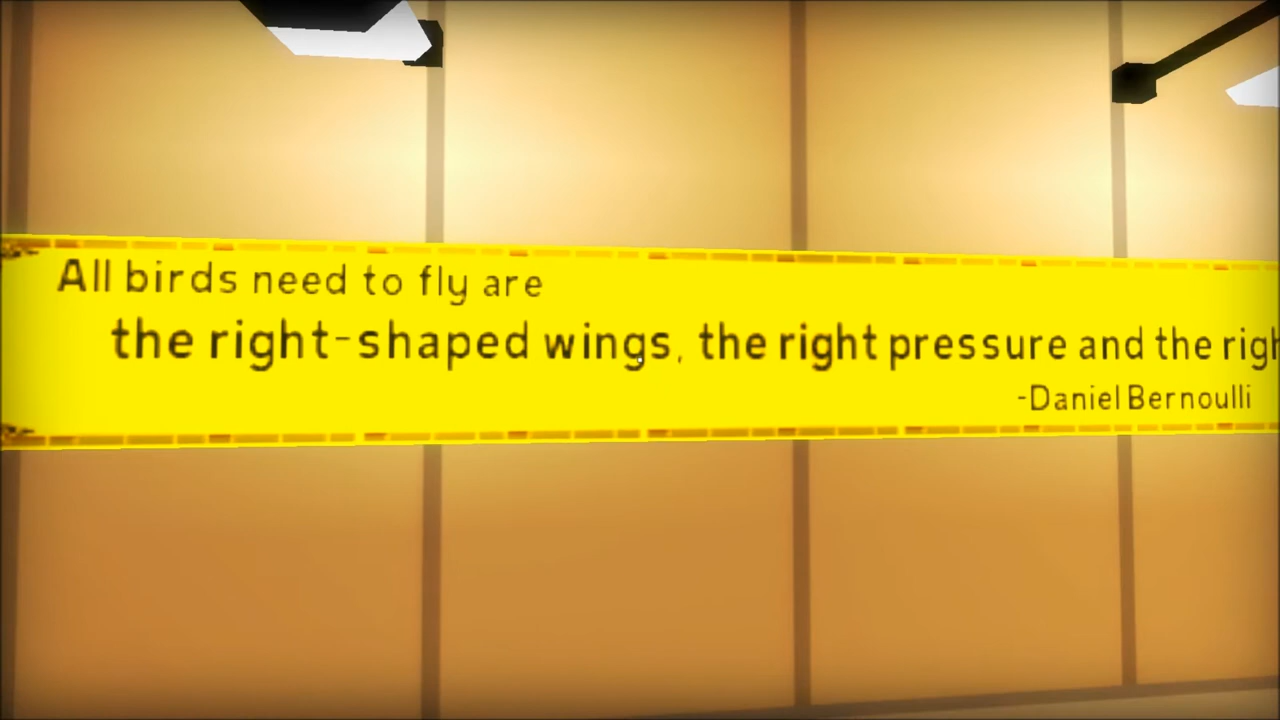 All birds need to fly are
the right-shaped wings, the right pressure and the
-Daniel Bernoulli